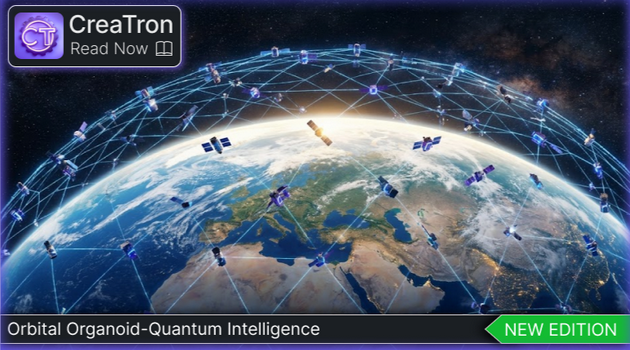 CT
CreaTron
Read Now
Orbital Organoid-Quantum Intelligence
NEW EDITION